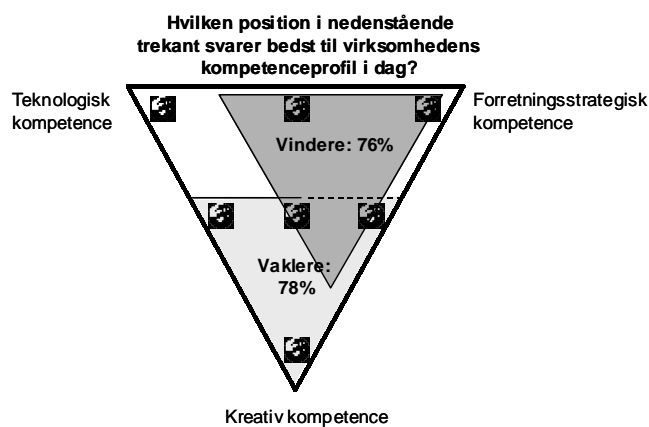 Hvilken position i nedenstående
trekant svarer bedst til virksomhedens
kompetenceprofil i dag?
Teknologisk
kompetence
Forretningsstrategisk
kompetence
Vindere: 76%
Vaklere:
78%
Kreativ kompetence